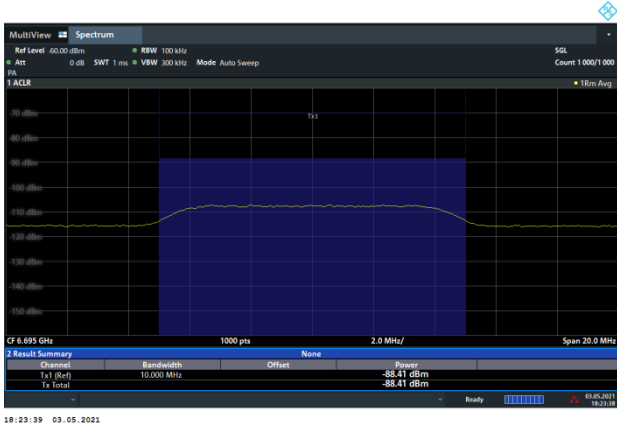 MultiView Spectrum
Ref Level -60.00 dBm RBW 100 kHz SGL
Att 0 dB SWT 1 ms VBW 300 kHz Mode Auto Sweep Count 1000/1000
PA
1 ACLR 1Rm Avg
Tx1
-70 dBm
-80 dBm
-90 dBm
-100 dBm
-110 dBm
-120 dBm
-130 dBm
-140 dBm
-150 dBm
CF 6.695 GHz 1000 pts 2.0 MHz/ Span 20.0 MHz
2 Result Summary None
Channel Bandwidth Offset Power
Tx1 (Ref) 10.000 MHz -88.41 dBm
Tx Total -88.41 dBm
Ready 03.05.2021
18:23:38
18:23:39 03.05.2021